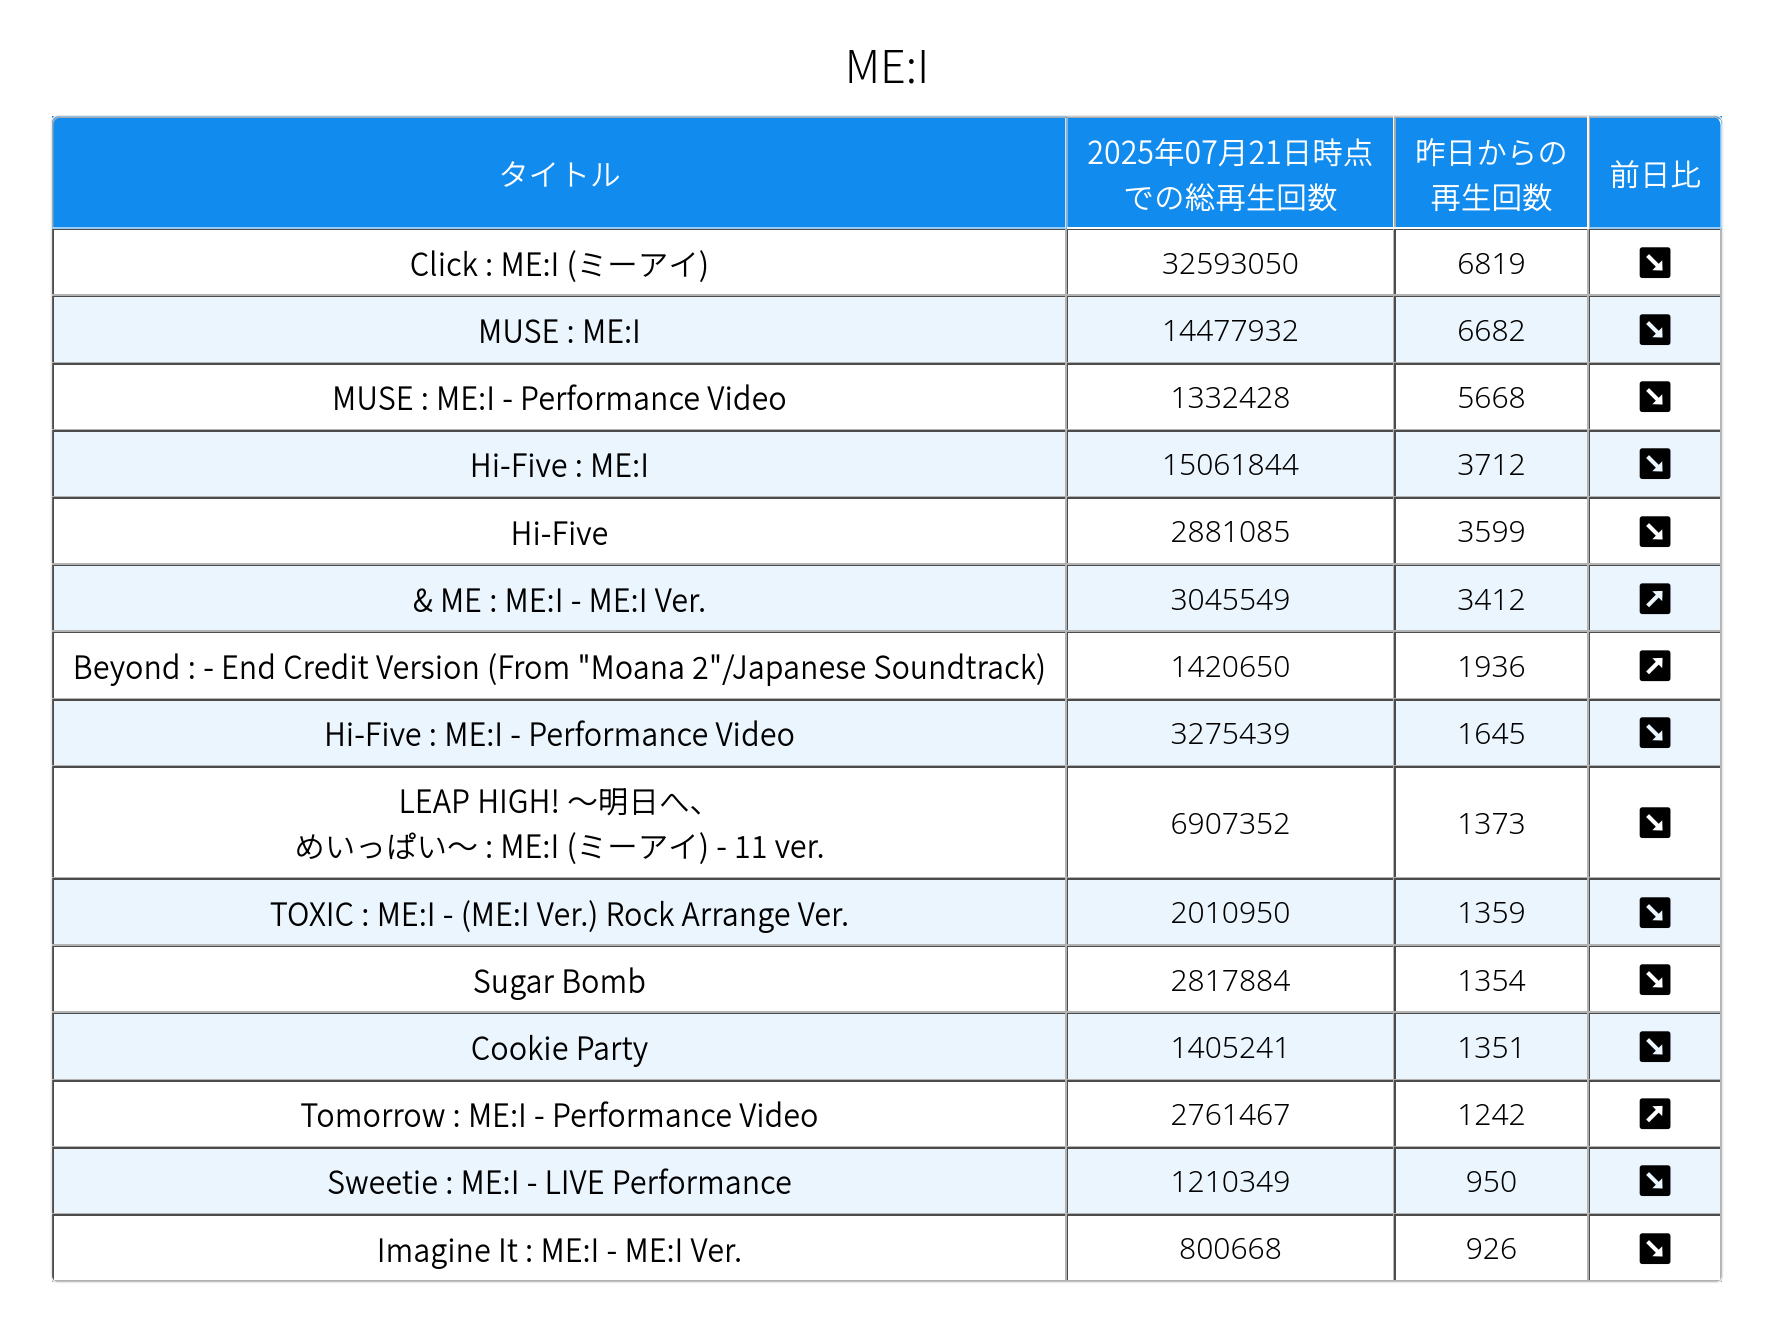 ME:I
タイトル
2025年07月21日時点
での総再生回数
昨日からの
再生回数
前日比
Click : ME:I (ミーアイ) 32593050 6819 ↘
MUSE : ME:I 14477932 6682 ↘
MUSE : ME:I - Performance Video 1332428 5668 ↘
Hi-Five : ME:I 15061844 3712 ↘
Hi-Five 2881085 3599 ↘
& ME : ME:I - ME:I Ver. 3045549 3412 ↗
Beyond : - End Credit Version (From "Moana 2"/Japanese Soundtrack) 1420650 1936 ↗
Hi-Five : ME:I - Performance Video 3275439 1645 ↘
LEAP HIGH! ～明日へ、
めいっぱい～ : ME:I (ミーアイ) - 11 ver. 6907352 1373 ↘
TOXIC : ME:I - (ME:I Ver.) Rock Arrange Ver. 2010950 1359 ↘
Sugar Bomb 2817884 1354 ↘
Cookie Party 1405241 1351 ↘
Tomorrow : ME:I - Performance Video 2761467 1242 ↗
Sweetie : ME:I - LIVE Performance 1210349 950 ↘
Imagine It : ME:I - ME:I Ver. 800668 926 ↘